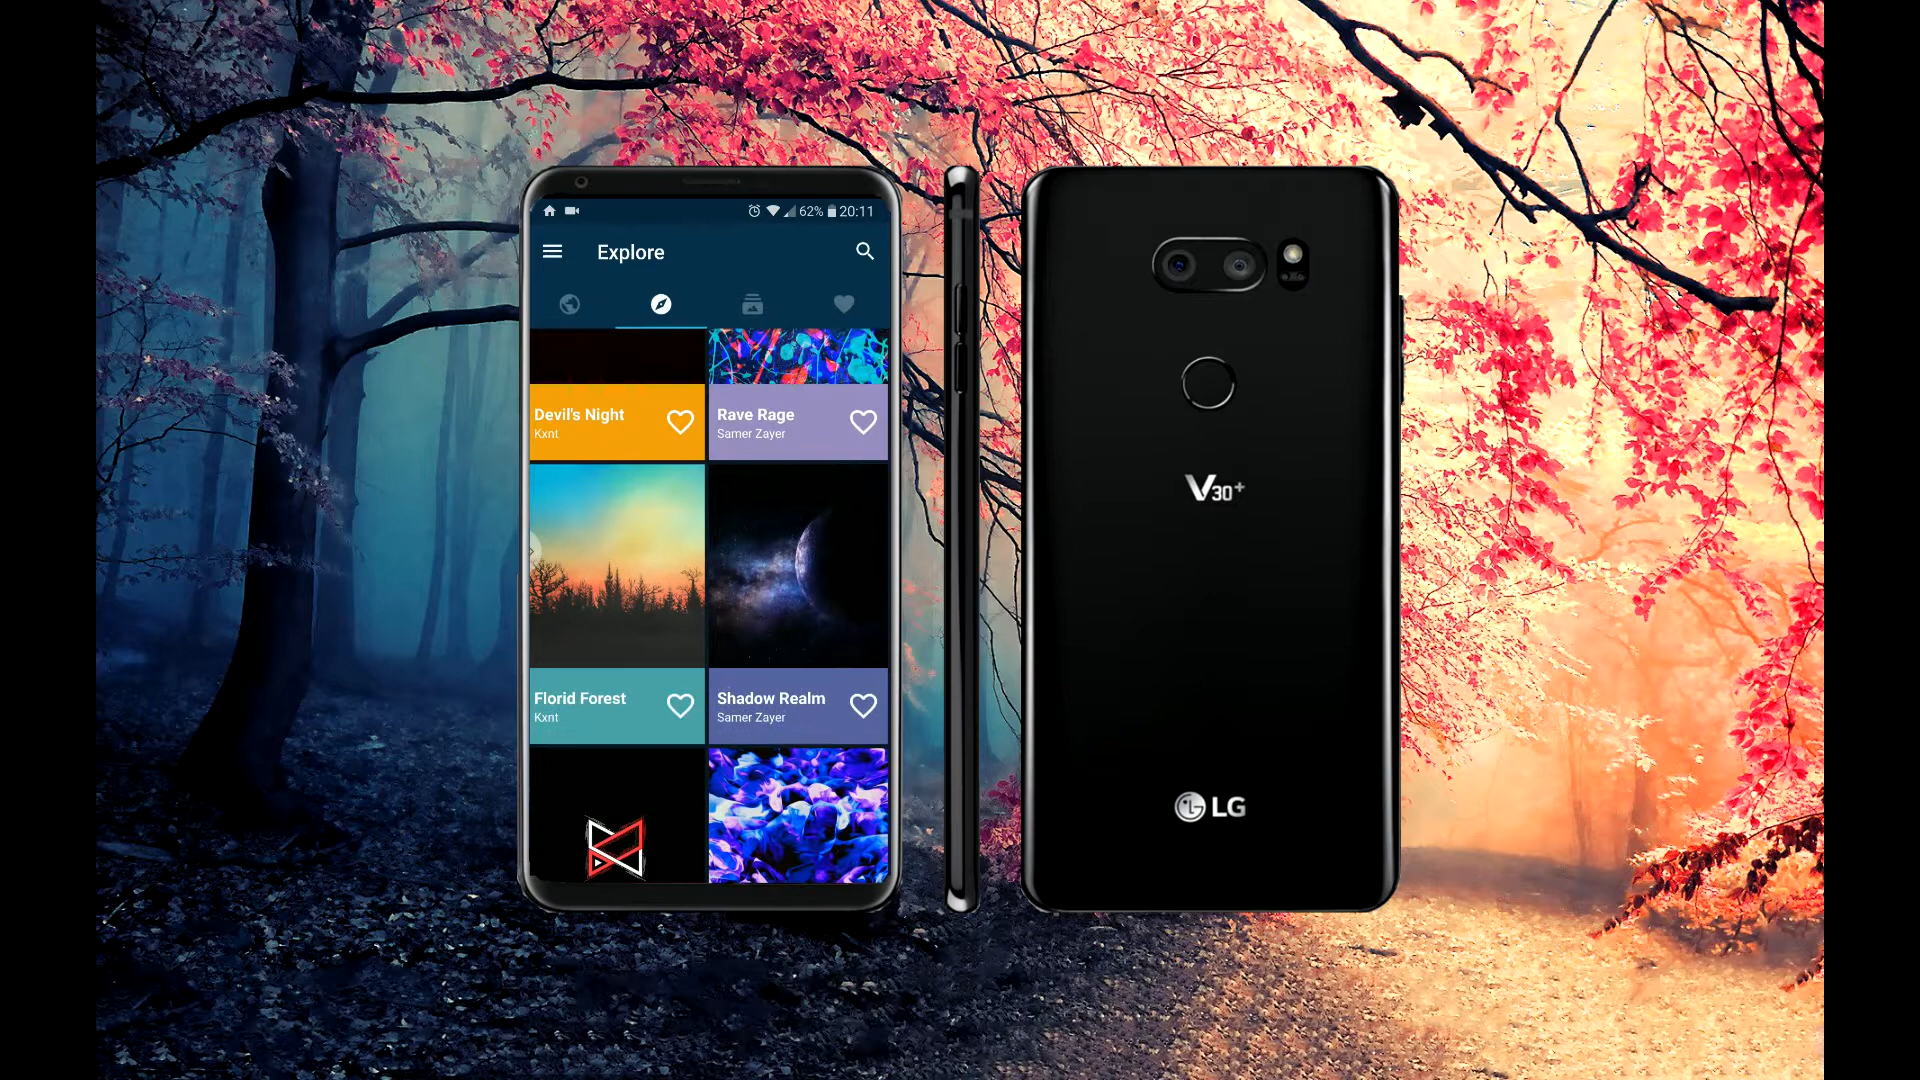 62% 20:11
Explore
Devil's Night
Kxnt
Rave Rage
Samer Zayer
Florid Forest
Kxnt
Shadow Realm
Samer Zayer
V30+
LG